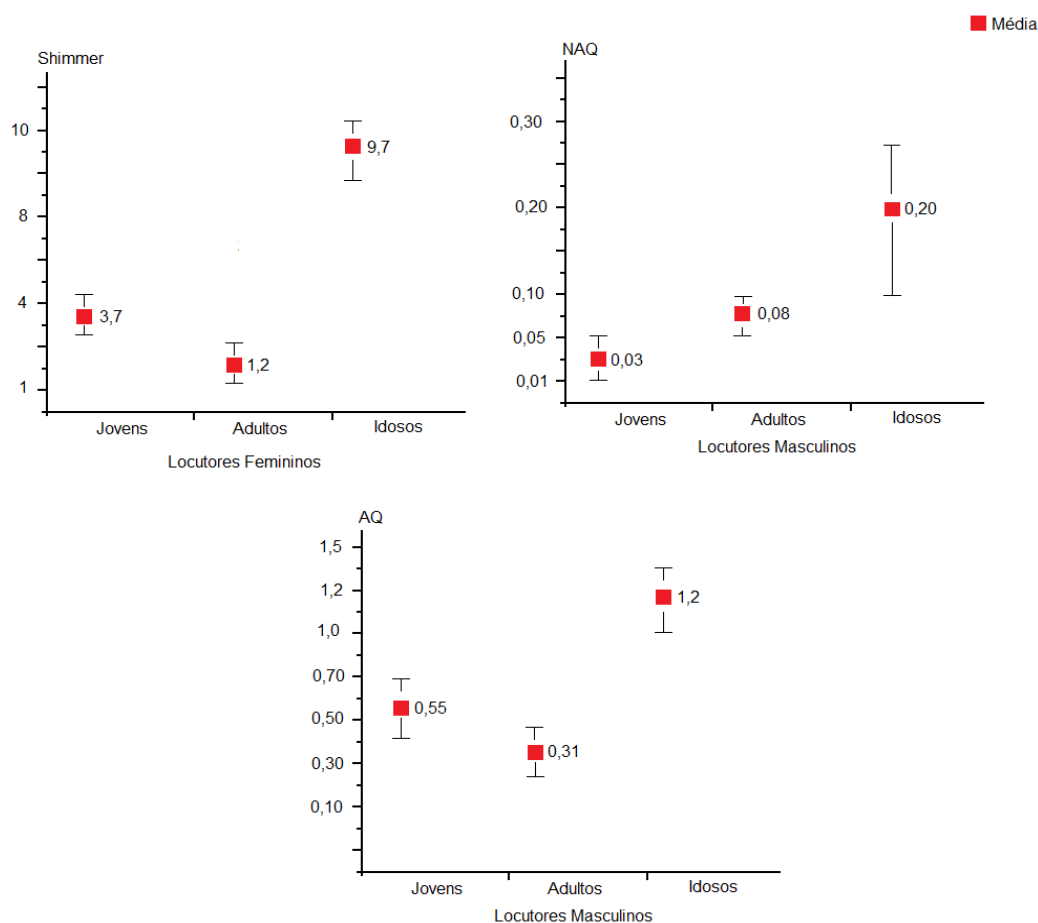 Média
Shimmer
10
8
4
1
3,7
1,2
9,7
Jovens
Adultos
Idosos
Locutores Femininos
NAQ
0,30
0,20
0,10
0,05
0,01
0,03
0,08
0,20
Jovens
Adultos
Idosos
Locutores Masculinos
AQ
1,5
1,2
1,0
0,70
0,50
0,30
0,10
0,55
0,31
1,2
Jovens
Adultos
Idosos
Locutores Masculinos